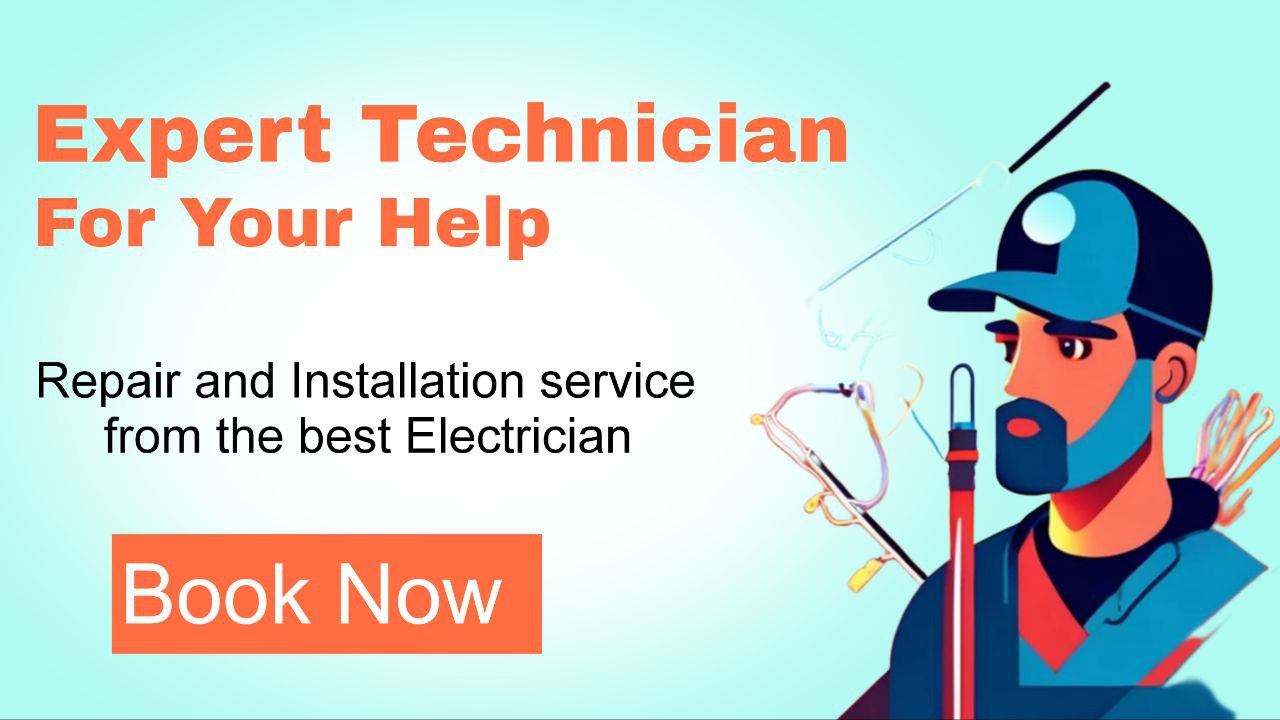 Expert Technician
For Your Help
Repair and Installation service
from the best Electrician
Book Now